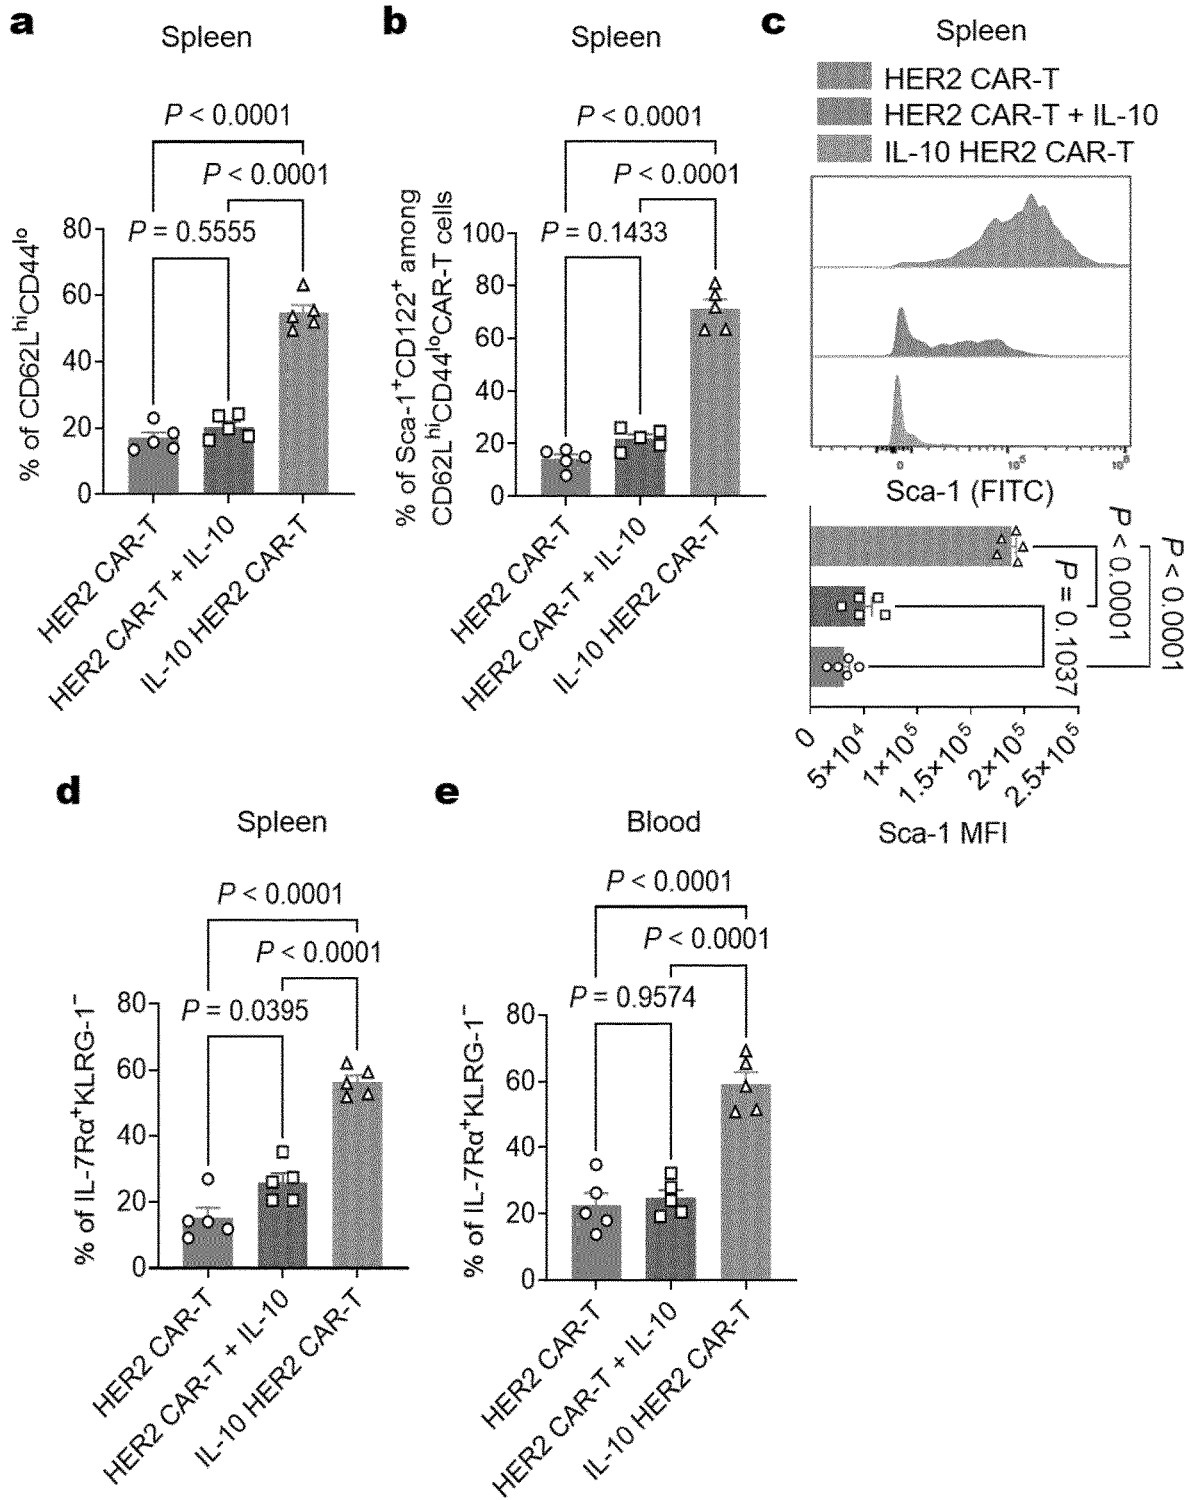 a
Spleen
P < 0.0001
P < 0.0001
P = 0.5555
% of CD62LʰⁱCD44ˡᵒ
80
60
40
20
0
HER2 CAR-T
HER2 CAR-T + IL-10
IL-10 HER2 CAR-T
b
Spleen
P < 0.0001
P < 0.0001
P = 0.1433
% of Sca-1⁺CD122⁺ among
CD62LʰⁱCD44ˡᵒCAR-T cells
100
80
60
40
20
0
HER2 CAR-T
HER2 CAR-T + IL-10
IL-10 HER2 CAR-T
c
Spleen
HER2 CAR-T
HER2 CAR-T + IL-10
IL-10 HER2 CAR-T
0
10⁵
10⁶
Sca-1 (FITC)
P = 0.1037
P < 0.0001
P < 0.0001
0
5×10⁴
1×10⁵
1.5×10⁵
2×10⁵
2.5×10⁵
Sca-1 MFI
d
Spleen
P < 0.0001
P < 0.0001
P = 0.0395
% of IL-7Rα⁺KLRG-1⁻
80
60
40
20
0
HER2 CAR-T
HER2 CAR-T + IL-10
IL-10 HER2 CAR-T
e
Blood
P < 0.0001
P < 0.0001
P = 0.9574
% of IL-7Rα⁺KLRG-1⁻
80
60
40
20
0
HER2 CAR-T
HER2 CAR-T + IL-10
IL-10 HER2 CAR-T